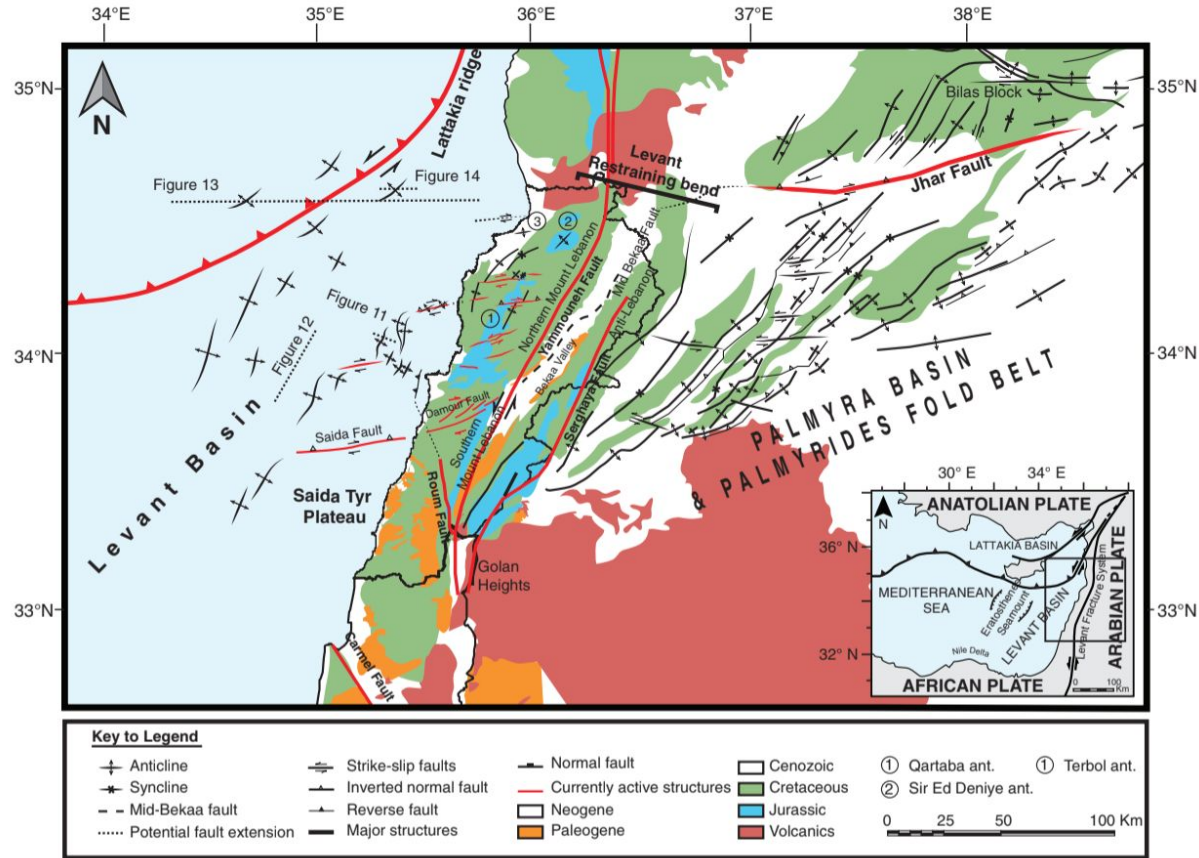 34°E 35°E 36°E 37°E 38°E
35°N
35°N
34°N
34°N
33°N
33°N
N
Lattakia ridge
Bilas Block
Levant
Restraining bend
Jhar Fault
Figure 13
Figure 14
3
2
1
Northern Mount Lebanon
Yammouneh Fault
Mid Bekaa Fault
Anti-Lebanon
Bekaa Valley
Serghaya Fault
Figure 11
Figure 12
Levant Basin
Damour Fault
Saida Fault
Southern
Mount Lebanon
Saida Tyr
Plateau
Roum Fault
Golan
Heights
Carmel Fault
PALMYRA BASIN
& PALMYRIDES FOLD BELT
30° E 34° E
36° N
32° N
N
ANATOLIAN PLATE
LATTAKIA BASIN
MEDITERRANEAN
SEA
Eratosthene
Seamount
LEVANT BASIN
Levant Fracture System
ARABIAN PLATE
Nile Delta
AFRICAN PLATE
0 100
Km
Key to Legend
Anticline
Syncline
Mid-Bekaa fault
Potential fault extension
Strike-slip faults
Inverted normal fault
Reverse fault
Major structures
Normal fault
Currently active structures
Neogene
Paleogene
Cenozoic
Cretaceous
Jurassic
Volcanics
1 Qartaba ant.
1 Terbol ant.
2 Sir Ed Deniye ant.
0 25 50 100 Km